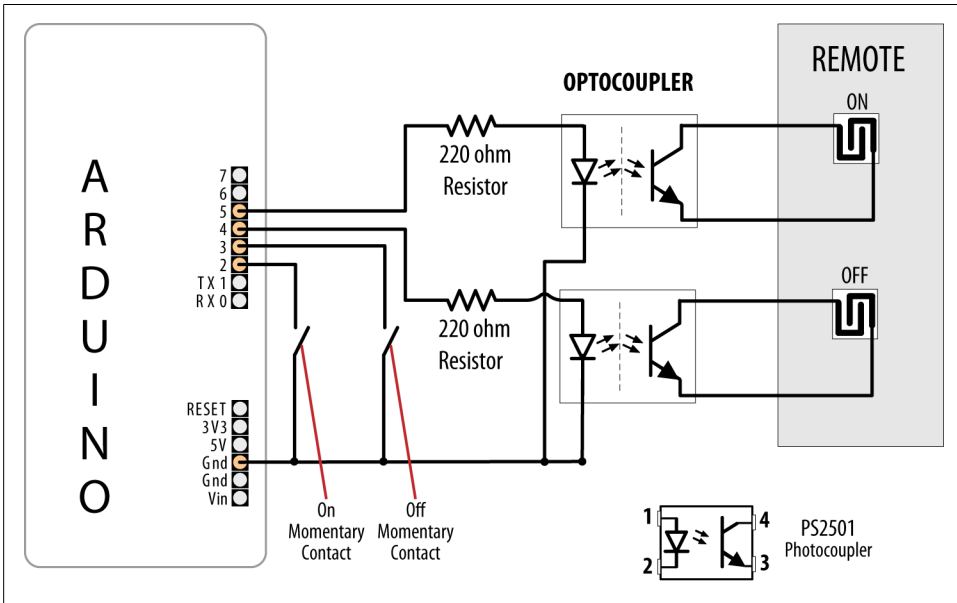 ARDUINO
7
6
5
4
3
2
TX 1
RX 0
RESET
3V3
5V
Gnd
Gnd
Vin
On
Momentary
Contact
Off
Momentary
Contact
220 ohm
Resistor
220 ohm
Resistor
OPTOCOUPLER
REMOTE
ON
OFF
1
2
4
3
PS2501
Photocoupler